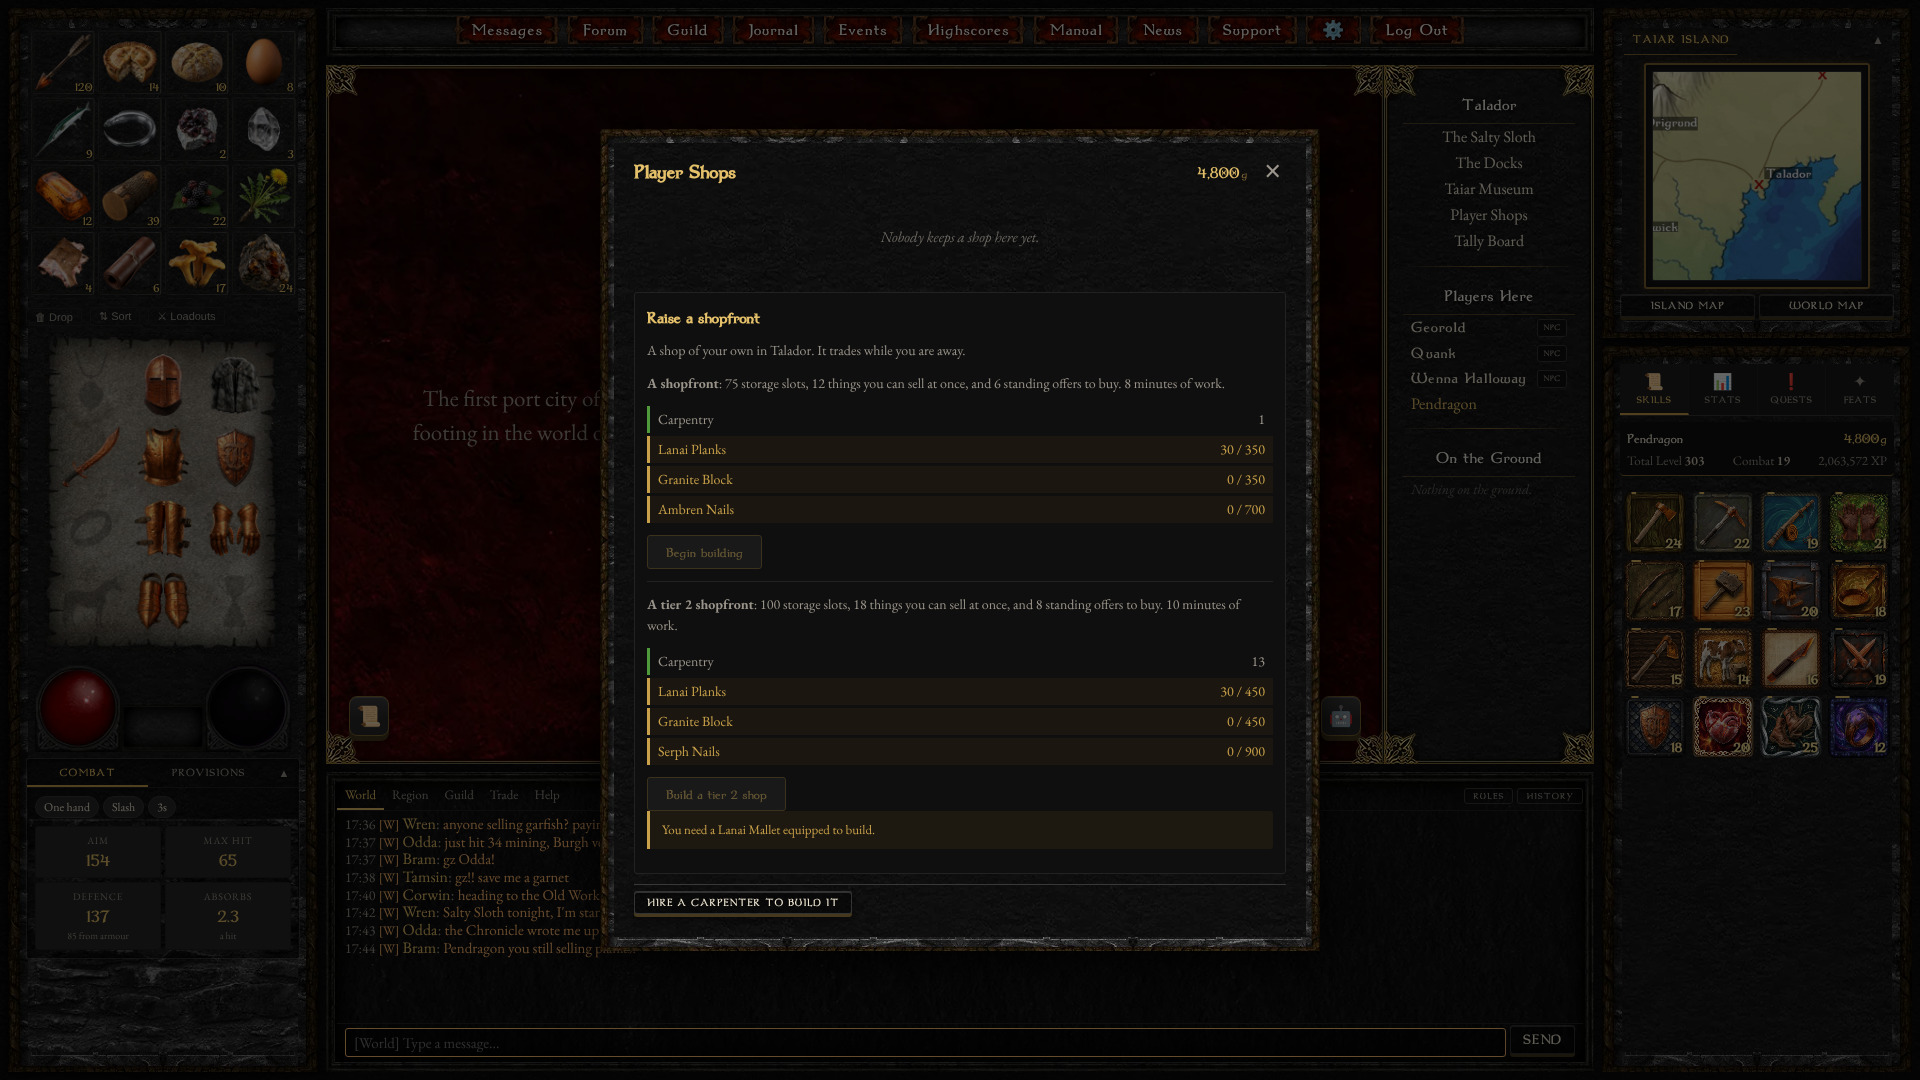 Messages
Forum
Guild
Journal
Events
Highscores
Manual
News
Support
Log Out
120
14
10
8
9
2
3
12
39
22
4
6
17
24
Drop
Sort
Loadouts
COMBAT
PROVISIONS
One hand
Slash
3s
AIM
154
MAX HIT
65
DEFENCE
137
85 from armour
ABSORBS
2.3
a hit
The first port city of
footing in the world
Player Shops
4,800g
Nobody keeps a shop here yet.
Raise a shopfront
A shop of your own in Talador. It trades while you are away.
A shopfront: 75 storage slots, 12 things you can sell at once, and 6 standing offers to buy. 8 minutes of work.
Carpentry 1
Lanai Planks 30 / 350
Granite Block 0 / 350
Ambren Nails 0 / 700
Begin building
A tier 2 shopfront: 100 storage slots, 18 things you can sell at once, and 8 standing offers to buy. 10 minutes of
work.
Carpentry 13
Lanai Planks 30 / 450
Granite Block 0 / 450
Serph Nails 0 / 900
Build a tier 2 shop
You need a Lanai Mallet equipped to build.
HIRE A CARPENTER TO BUILD IT
World
Region
Guild
Trade
Help
RULES
HISTORY
17:36 [W] Wren: anyone selling garfish?
17:37 [W] Odda: just hit 34 mining, Burgh
17:37 [W] Bram: gz Odda!
17:38 [W] Tamsin: gz!! save me a garnet
17:40 [W] Corwin: heading to the Old
17:42 [W] Wren: Salty Sloth tonight, I'm
17:43 [W] Odda: the Chronicle wrote me up
17:44 [W] Bram: Pendragon you still selling
[World] Type a message...
SEND
Talador
The Salty Sloth
The Docks
Taiar Museum
Player Shops
Tally Board
Players Here
Georold NPC
Quank NPC
Wenna Halloway NPC
Pendragon
On the Ground
Nothing on the ground.
TAIAR ISLAND
Talador
ISLAND MAP
WORLD MAP
SKILLS
STATS
QUESTS
FEATS
Pendragon 4,800g
Total Level 303 Combat 19 2,063,572 XP
24
22
19
21
17
23
20
18
15
14
16
19
18
20
25
12